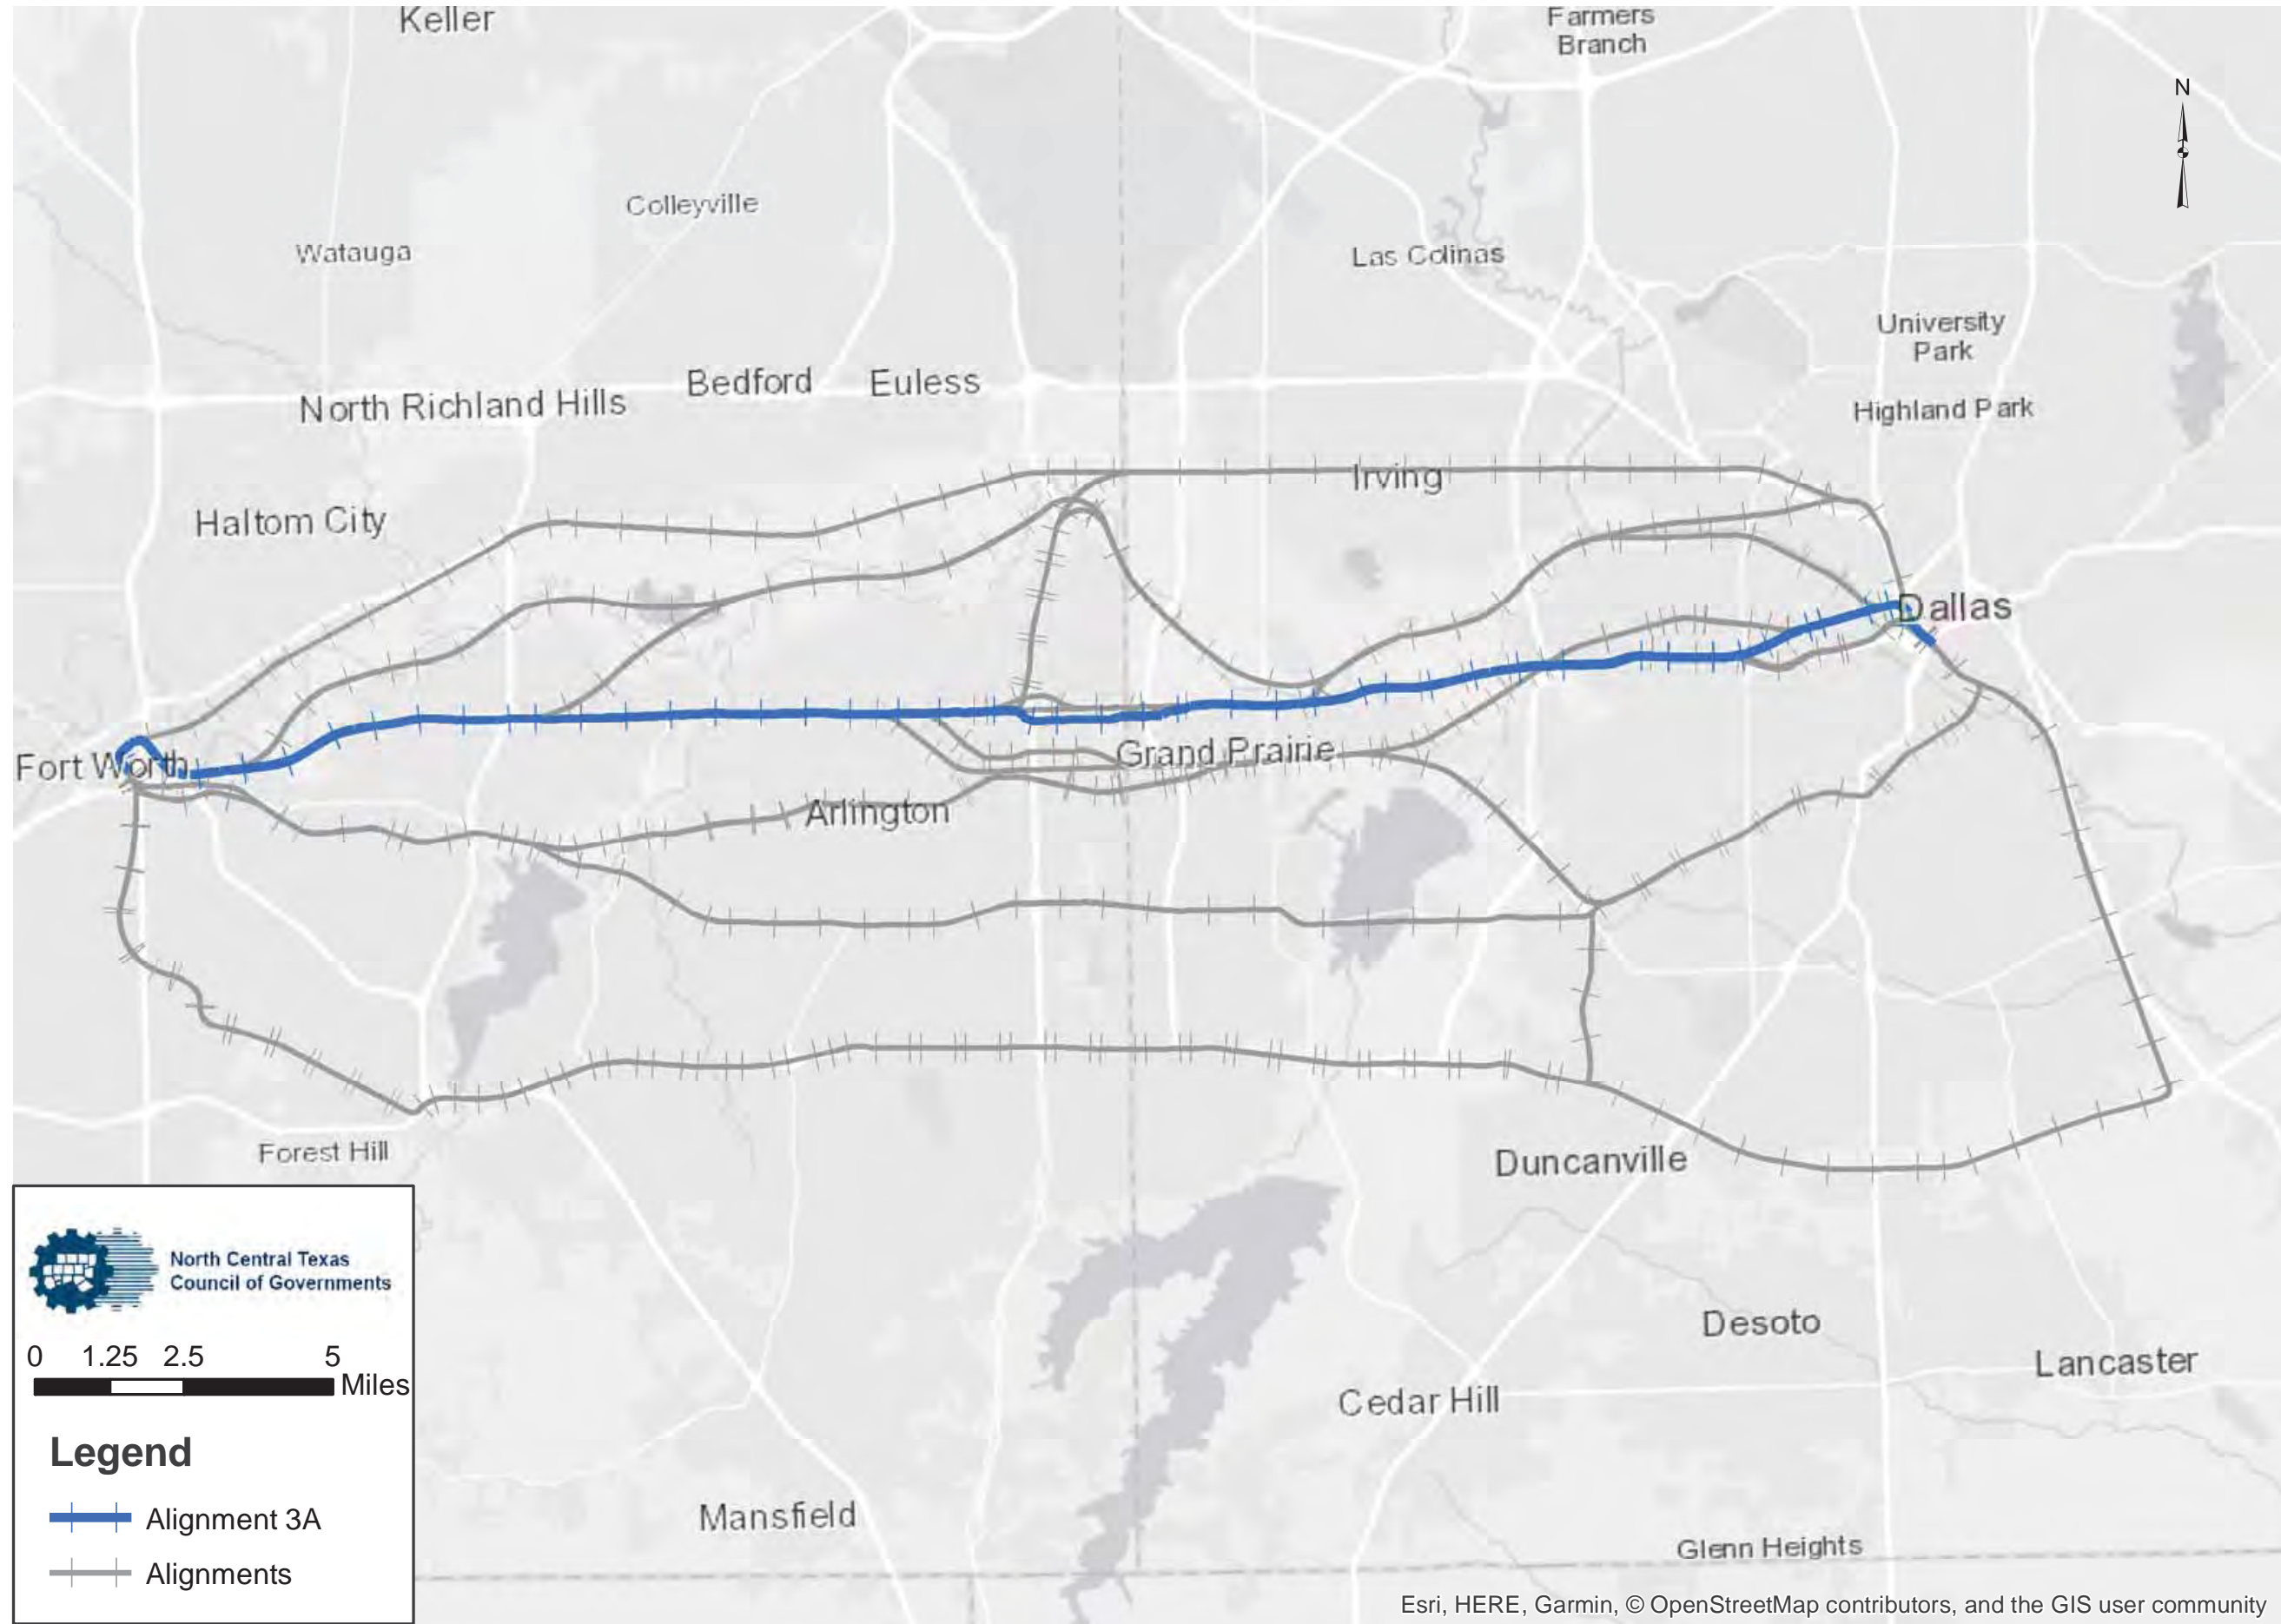 Keller
Farmers
Branch
N
Colleyville
Watauga
Las Colinas
University
Park
Bedford
Euless
North Richland Hills
Highland Park
Irving
Haltom City
Dallas
Fort Worth
Grand Prairie
Arlington
Forest Hill
Duncanville
North Central Texas
Council of Governments
Desoto
0 1.25 2.5 5
Miles
Lancaster
Cedar Hill
Legend
Mansfield
Alignment 3A
Glenn Heights
Alignments
Esri, HERE, Garmin, © OpenStreetMap contributors, and the GIS user community